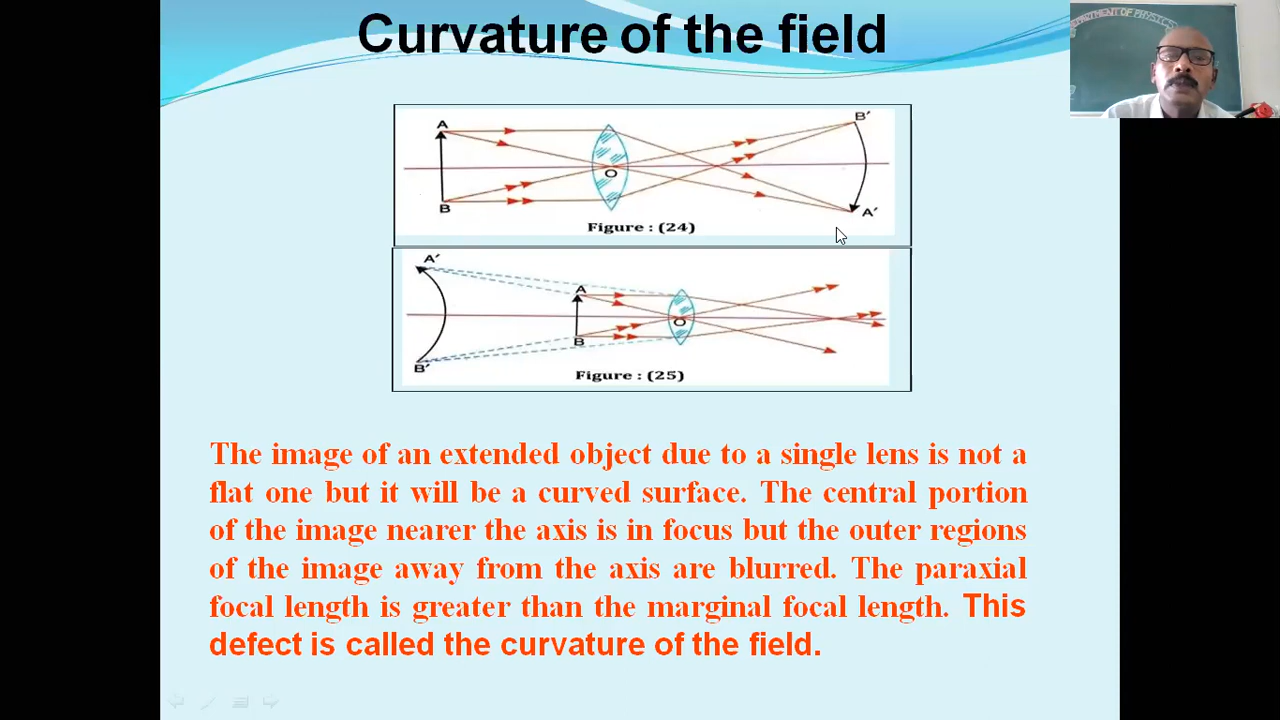 Curvature of the field
DEPARTMENT OF PHYSICS
A
B
O
B′
A′
Figure : (24)
A′
A
B
O
B′
Figure : (25)
The image of an extended object due to a single lens is not a
flat one but it will be a curved surface. The central portion
of the image nearer the axis is in focus but the outer regions
of the image away from the axis are blurred. The paraxial
focal length is greater than the marginal focal length. This
defect is called the curvature of the field.